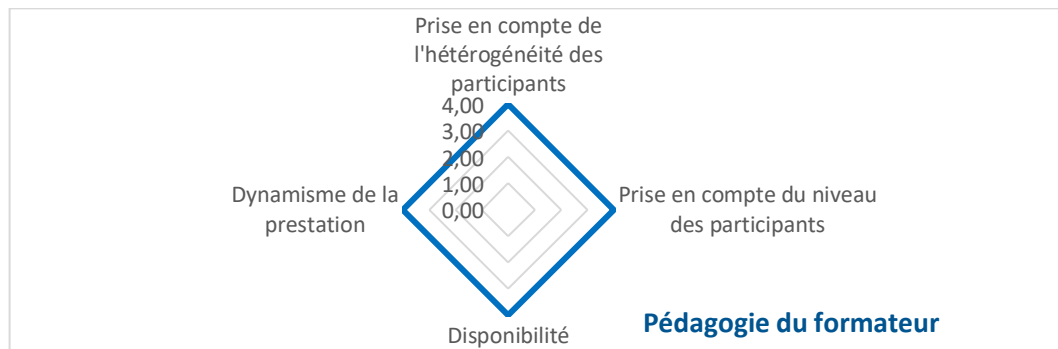 Prise en compte de
l'hétérogénéité des
participants
4,00
3,00
2,00
1,00
0,00
Dynamisme de la
prestation
Prise en compte du niveau
des participants
Disponibilité
Pédagogie du formateur